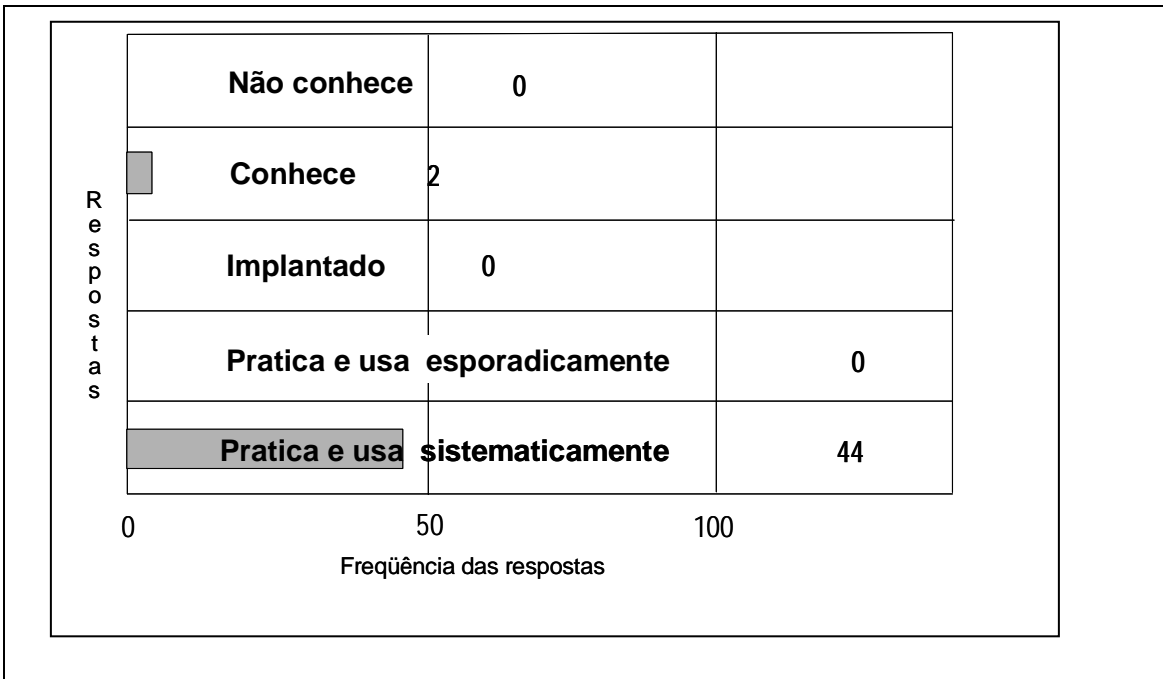 Não conhece 0
Conhece 2
Respostas
Implantado 0
Pratica e usa esporadicamente 0
Pratica e usa sistematicamente 44
0 50 100
Freqüência das respostas